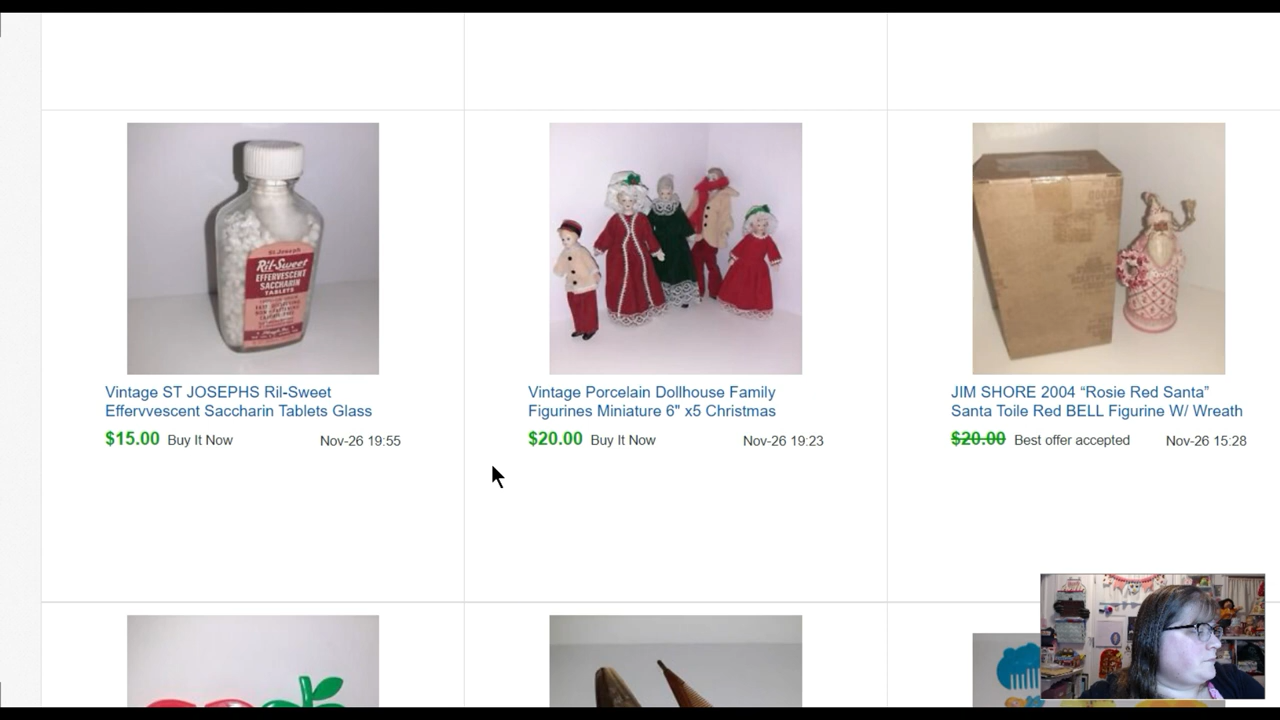 St Joseph
Ril-Sweet
EFFERVESCENT
SACCHARIN
TABLETS
Vintage ST JOSEPHS Ril-Sweet
Effervvescent Saccharin Tablets Glass
$15.00 Buy It Now Nov-26 19:55
Vintage Porcelain Dollhouse Family
Figurines Miniature 6" x5 Christmas
$20.00 Buy It Now Nov-26 19:23
JIM SHORE 2004 “Rosie Red Santa”
Santa Toile Red BELL Figurine W/ Wreath
$20.00 Best offer accepted Nov-26 15:28